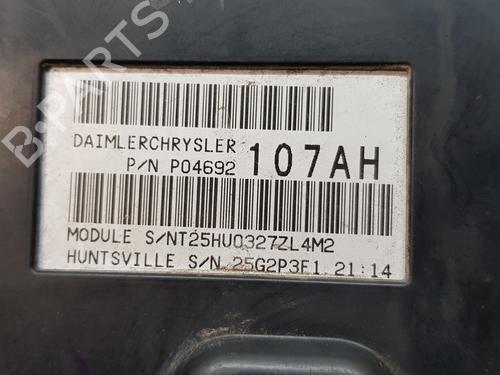 B-PARTS
DAIMLERCHRYSLER
P/N P04692 107AH
MODULE S/NT25HU0327ZL4M2
HUNTSVILLE S/N 25G2P3F1 21:14